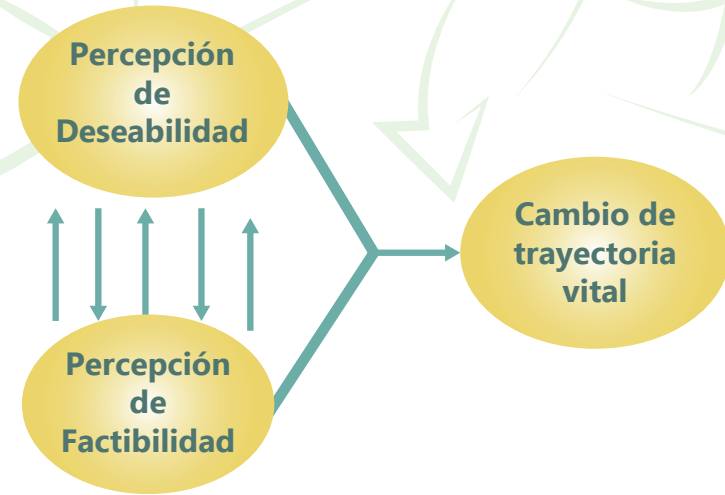 Percepción
de
Deseabilidad
Cambio de
trayectoria
vital
Percepción
de
Factibilidad